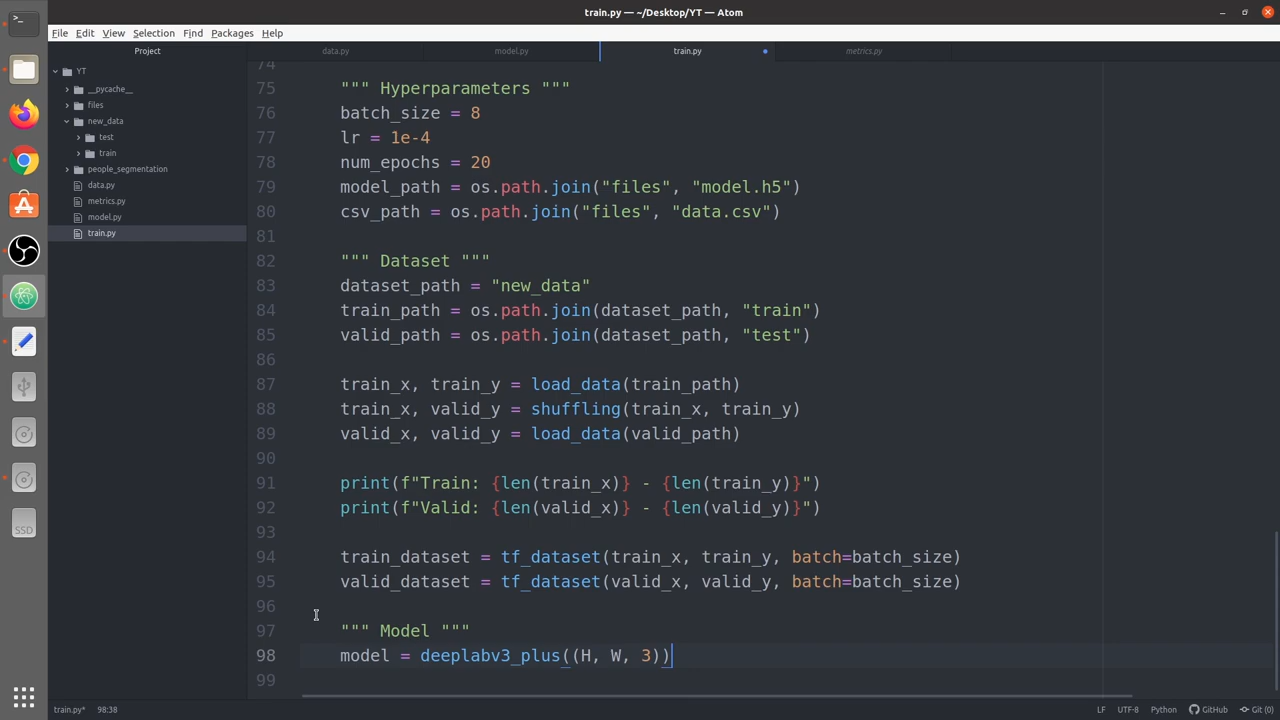 train.py — ~/Desktop/YT — Atom
File Edit View Selection Find Packages Help
Project
data.py
model.py
train.py
metrics.py
YT
__pycache__
files
new_data
test
train
people_segmentation
data.py
metrics.py
model.py
train.py
SSD
74
75 """ Hyperparameters """
76 batch_size = 8
77 lr = 1e-4
78 num_epochs = 20
79 model_path = os.path.join("files", "model.h5")
80 csv_path = os.path.join("files", "data.csv")
81
82 """ Dataset """
83 dataset_path = "new_data"
84 train_path = os.path.join(dataset_path, "train")
85 valid_path = os.path.join(dataset_path, "test")
86
87 train_x, train_y = load_data(train_path)
88 train_x, valid_y = shuffling(train_x, train_y)
89 valid_x, valid_y = load_data(valid_path)
90
91 print(f"Train: {len(train_x)} - {len(train_y)}")
92 print(f"Valid: {len(valid_x)} - {len(valid_y)}")
93
94 train_dataset = tf_dataset(train_x, train_y, batch=batch_size)
95 valid_dataset = tf_dataset(valid_x, valid_y, batch=batch_size)
96
97 """ Model """
98 model = deeplabv3_plus((H, W, 3))
99
train.py* 98:38 LF UTF-8 Python GitHub Git (0)